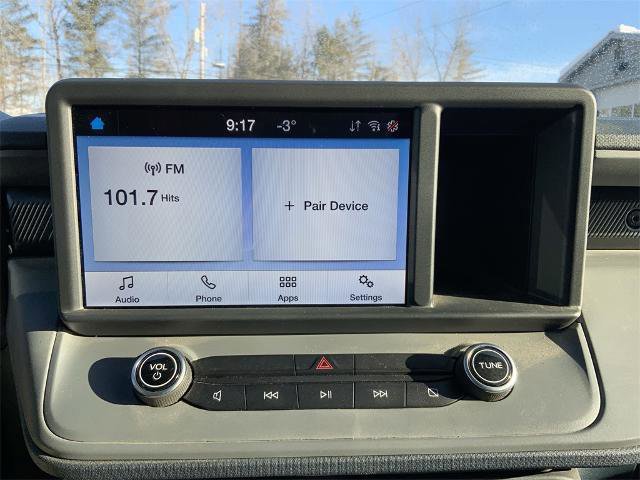 9:17 -3°
FM
101.7 Hits
+ Pair Device
Audio Phone Apps Settings
VOL
TUNE